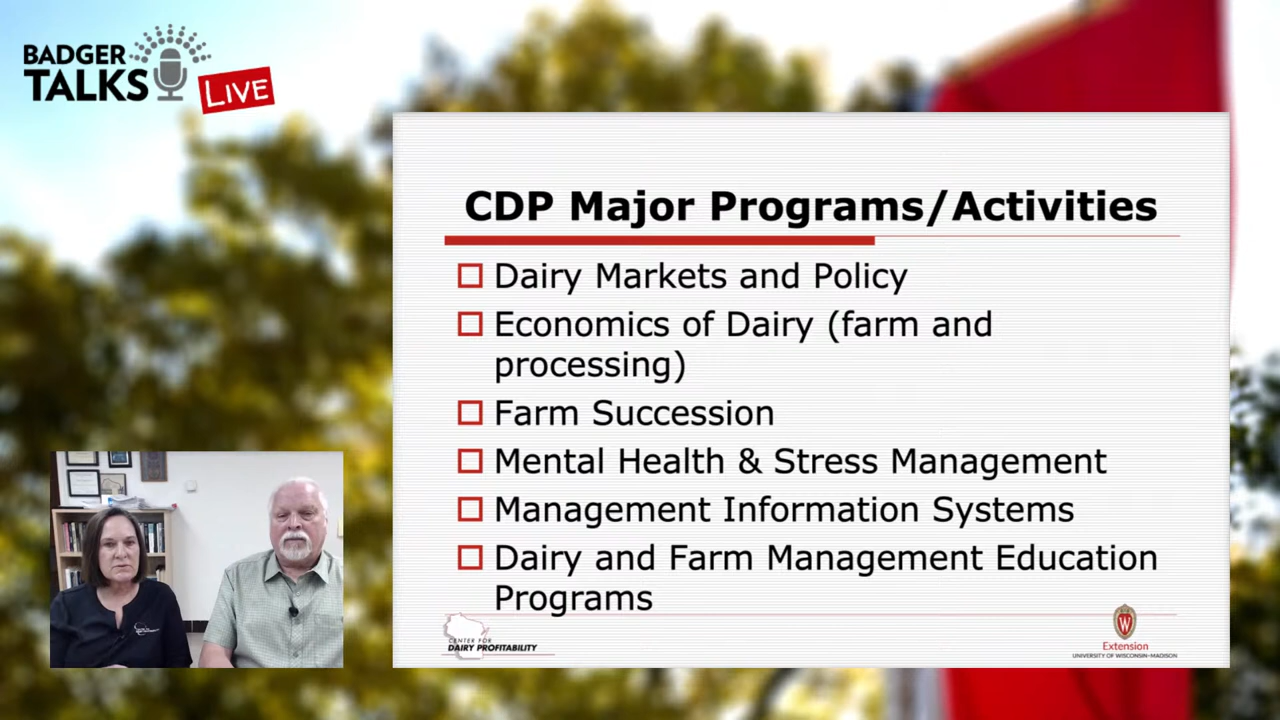 BADGER
TALKS
LIVE
CDP Major Programs/Activities
Dairy Markets and Policy
Economics of Dairy (farm and
processing)
Farm Succession
Mental Health & Stress Management
Management Information Systems
Dairy and Farm Management Education
Programs
CENTER FOR
DAIRY PROFITABILITY
W
Extension
UNIVERSITY OF WISCONSIN–MADISON